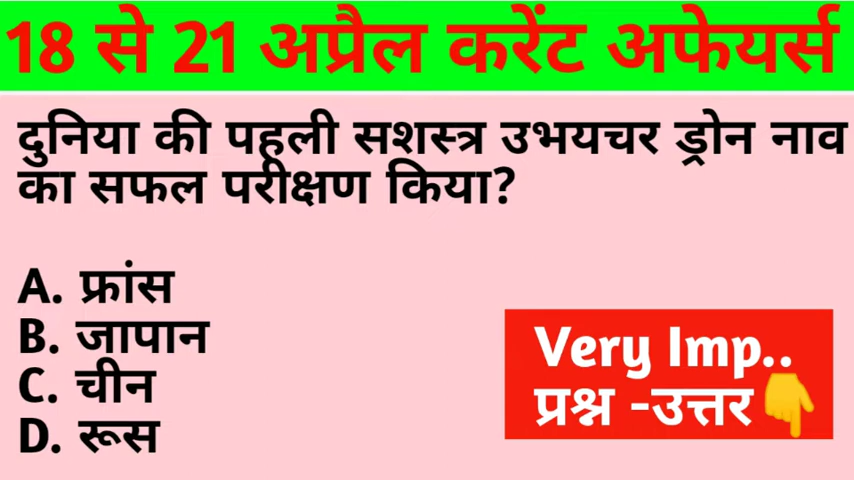 18 से 21 अप्रैल करेंट अफेयर्स
दुनिया की पहली सशस्त्र उभयचर ड्रोन नाव
का सफल परीक्षण किया?
A. फ्रांस
B. जापान
C. चीन
D. रूस
Very Imp..
प्रश्न -उत्तर